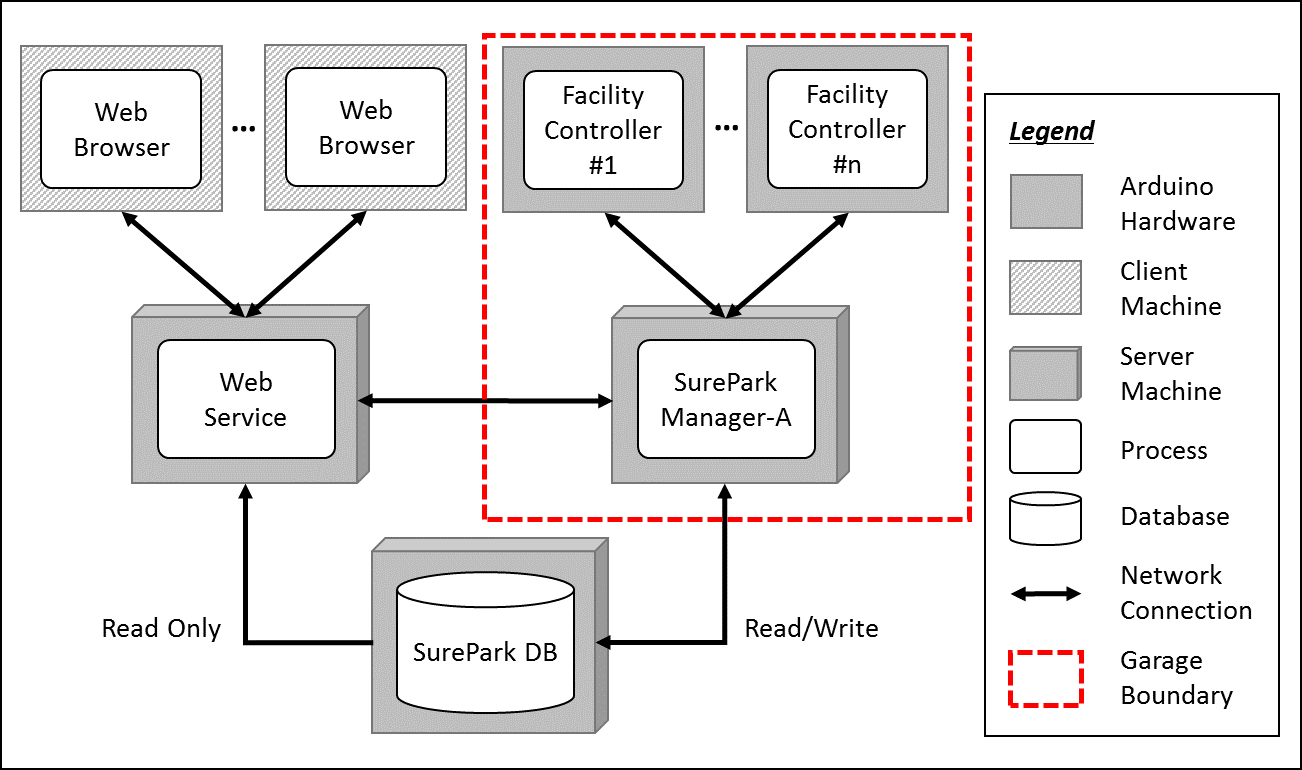 Web
Browser
...
Web
Browser
Facility
Controller
#1
...
Facility
Controller
#n
Web
Service
SurePark
Manager-A
Read Only
SurePark DB
Read/Write
Legend
Arduino
Hardware
Client
Machine
Server
Machine
Process
Database
Network
Connection
Garage
Boundary